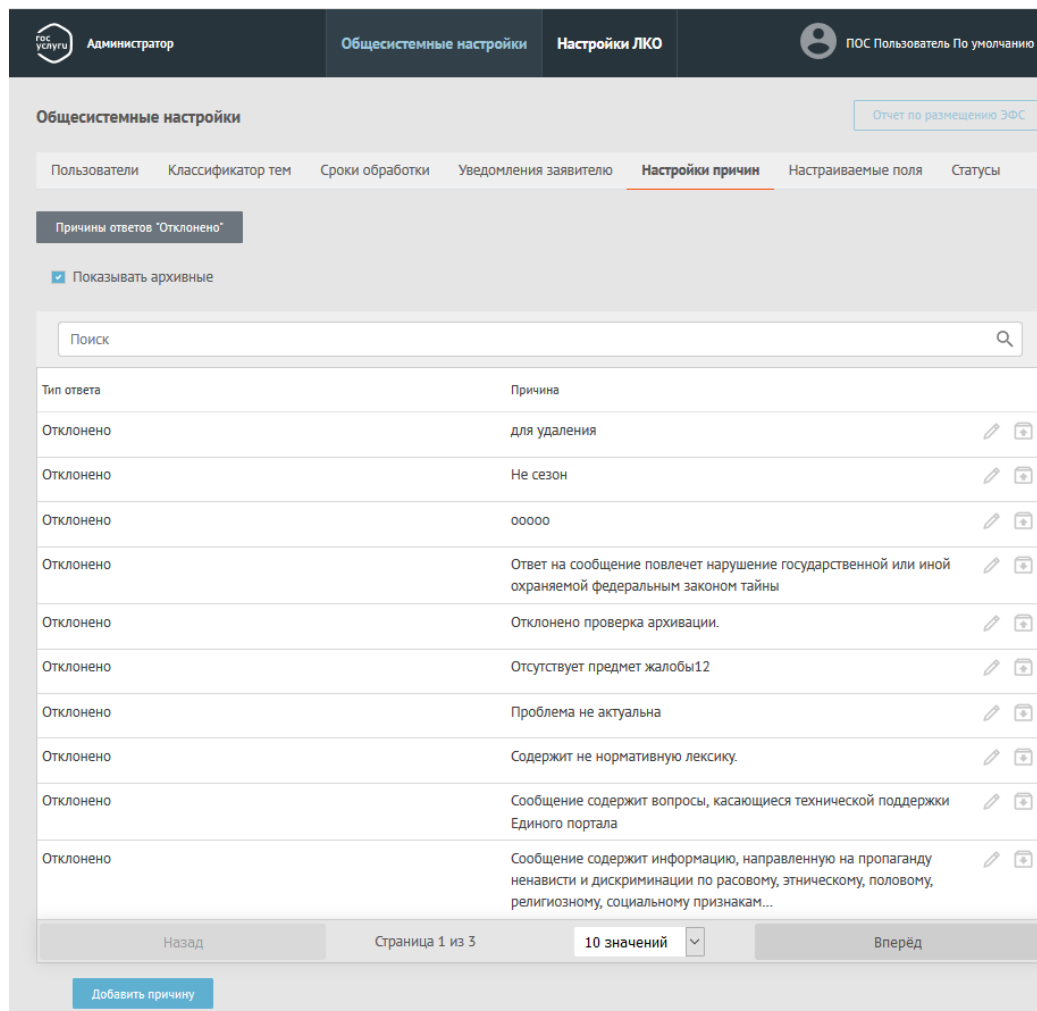 гос услуги Администратор Общесистемные настройки Настройки ЛКО ПОС Пользователь По умолчанию
Общесистемные настройки Отчет по размещению ЭФС
Пользователи Классификатор тем Сроки обработки Уведомления заявителю Настройки причин Настраиваемые поля Статусы
Причины ответов "Отклонено"
Показывать архивные
Поиск
Тип ответа Причина
Отклонено для удаления
Отклонено Не сезон
Отклонено ооооо
Отклонено Ответ на сообщение повлечет нарушение государственной или иной
охраняемой федеральным законом тайны
Отклонено Отклонено проверка архивации.
Отклонено Отсутствует предмет жалобы12
Отклонено Проблема не актуальна
Отклонено Содержит не нормативную лексику.
Отклонено Сообщение содержит вопросы, касающиеся технической поддержки
Единого портала
Отклонено Сообщение содержит информацию, направленную на пропаганду
ненависти и дискриминации по расовому, этническому, половому,
религиозному, социальному признакам...
Назад Страница 1 из 3 10 значений Вперёд
Добавить причину